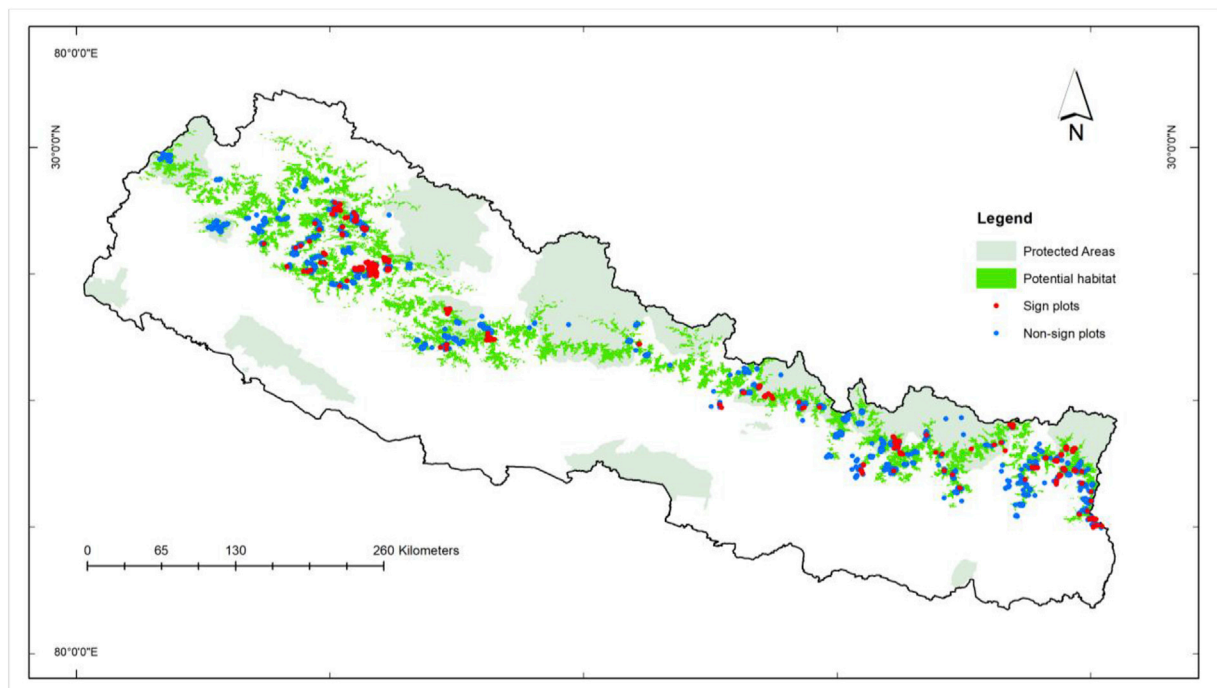 80°0'0"E
N
30°0'0"N
30°0'0"N
Legend
Protected Areas
Potential habitat
Sign plots
Non-sign plots
0 65 130 260 Kilometers
80°0'0"E